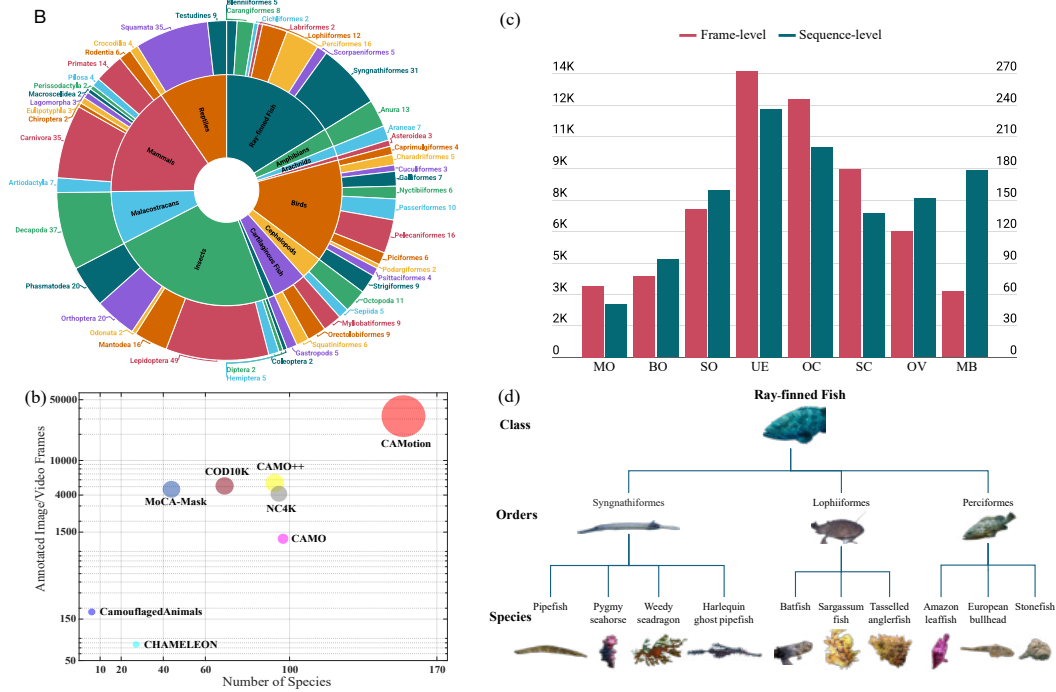 B
Blenniiformes 5
Carangiformes 8
Cichliformes 2
Labriformes 2
Lophiiformes 12
Perciformes 16
Scorpaeniformes 5
Syngnathiformes 31
Anura 13
Araneae 7
Asteroidea 3
Caprimulgiformes 4
Charadriiformes 5
Cuculiformes 3
Galliformes 7
Nyctibiiformes 6
Passeriformes 10
Pelecaniformes 16
Piciformes 6
Podargiformes 2
Psittaciformes 4
Strigiformes 9
Octopoda 11
Sepiida 5
Myliobatiformes 9
Orectolobiformes 9
Squatiniformes 6
Gastropods 5
Coleoptera 2
Diptera 2
Hemiptera 5
Lepidoptera 49
Mantodea 16
Odonata 2
Orthoptera 20
Phasmatodea 20
Decapoda 37
Artiodactyla 7
Carnivora 35
Chiroptera 2
Eulipotyphla 3
Lagomorpha 3
Macroscelidea 2
Perissodactyla 2
Pilosa 4
Primates 14
Rodentia 6
Crocodilia 4
Squamata 35
Testudines 9
Ray-finned Fish
Amphibians
Arachnids
Birds
Cephalopods
Cartilaginous Fish
Insects
Malacostracans
Mammals
Reptiles
(c)
Frame-level
Sequence-level
14K
12K
11K
9K
8K
6K
5K
3K
2K
0
270
240
210
180
150
120
90
60
30
0
MO BO SO UE OC SC OV MB
(b)
Annotated Image/Video Frames
50000
10000
4000
1500
150
50
CAMotion
CAMO++
COD10K
MoCA-Mask
NC4K
CAMO
CamouflagedAnimals
CHAMELEON
10 20 60 100 170
Number of Species
(d)
Ray-finned Fish
Class
Orders
Syngnathiformes
Lophiiformes
Perciformes
Species
Pipefish
Pygmy
seahorse
Weedy
seadragon
Harlequin
ghost pipefish
Batfish
Sargassum
fish
Tasselled
anglerfish
Amazon
leaffish
European
bullhead
Stonefish